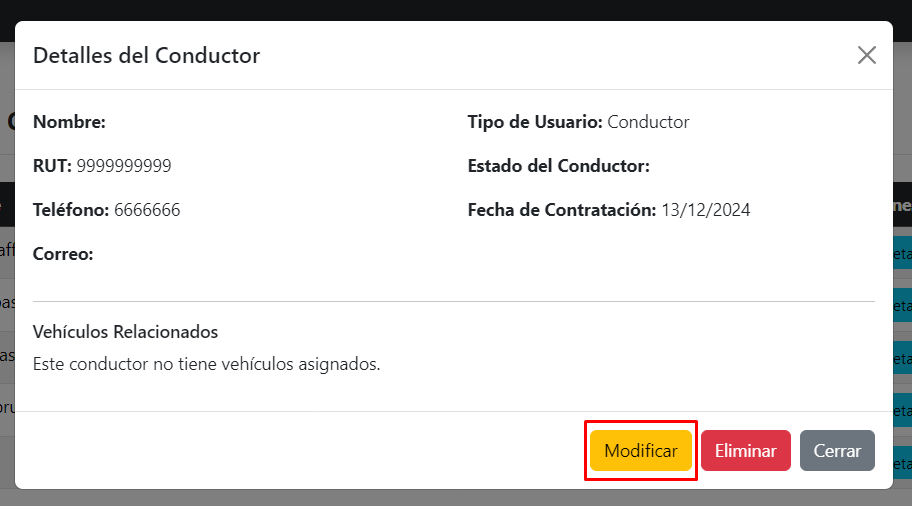 Detalles del Conductor
Nombre:
Tipo de Usuario: Conductor
RUT: 9999999999
Estado del Conductor:
Teléfono: 6666666
Fecha de Contratación: 13/12/2024
Correo:
Vehículos Relacionados
Este conductor no tiene vehículos asignados.
Modificar
Eliminar
Cerrar